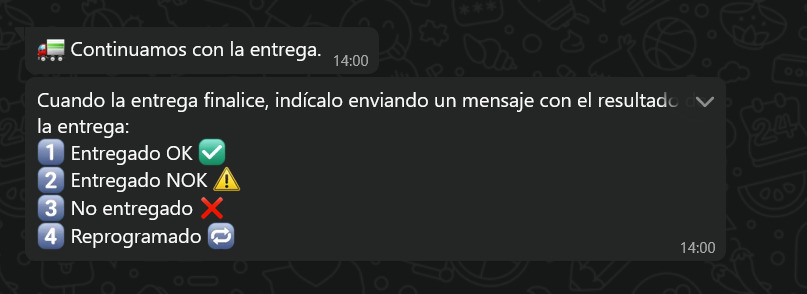 🚛 Continuamos con la entrega.
14:00
Cuando la entrega finalice, indícalo enviando un mensaje con el resultado
la entrega:
1️⃣ Entregado OK ✅
2️⃣ Entregado NOK ⚠️
3️⃣ No entregado ❌
4️⃣ Reprogramado 🔁
14:00